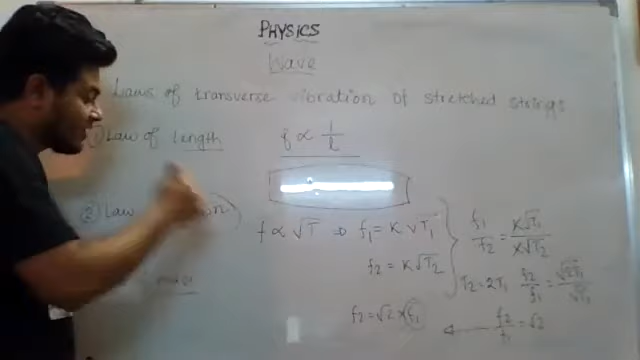 PHYSICS
Wave
Laws of transverse vibration of stretched strings
① Law of length f ∝ 1/l
② Law
f ∝ √T ⇒ f₁ = K√T₁
f₂ = K√T₂
f₁/f₂ = K√T₁/K√T₂
T₂ = 2T₁ f₂/f₁ = √2T₁/√T₁
f₂/f₁ = √2
f₂ = √2 × f₁